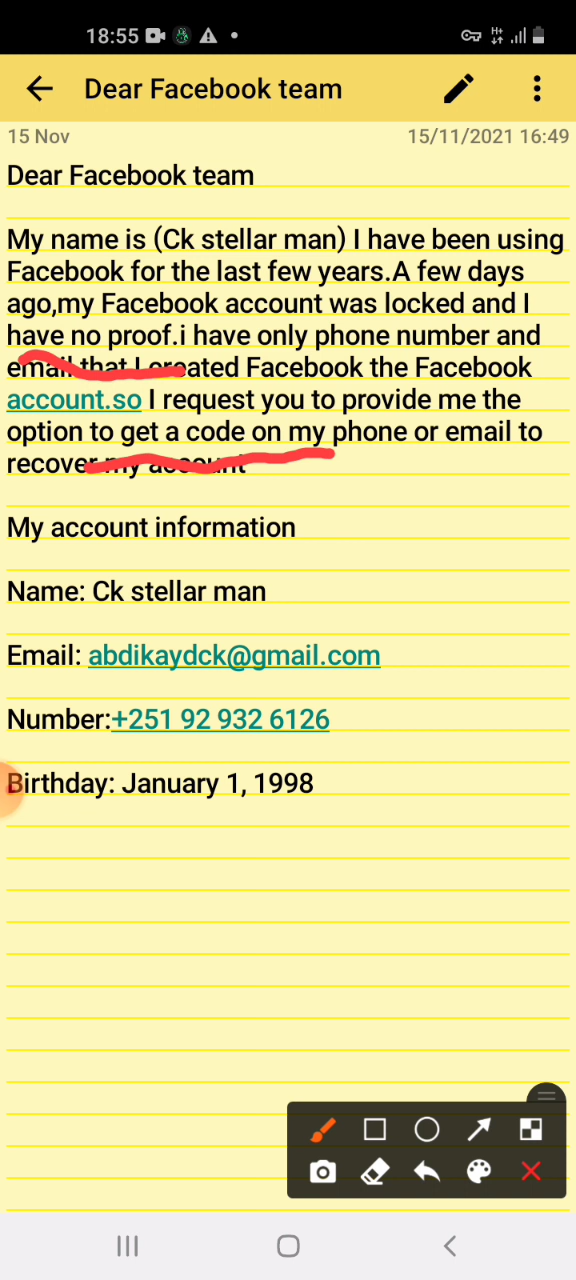 18:55
Dear Facebook team
15 Nov 15/11/2021 16:49
Dear Facebook team
My name is (Ck stellar man) I have been using
Facebook for the last few years.A few days
ago,my Facebook account was locked and I
have no proof.i have only phone number and
email that I created Facebook the Facebook
account.so I request you to provide me the
option to get a code on my phone or email to
recover my account
My account information
Name: Ck stellar man
Email: abdikaydck@gmail.com
Number:+251 92 932 6126
Birthday: January 1, 1998